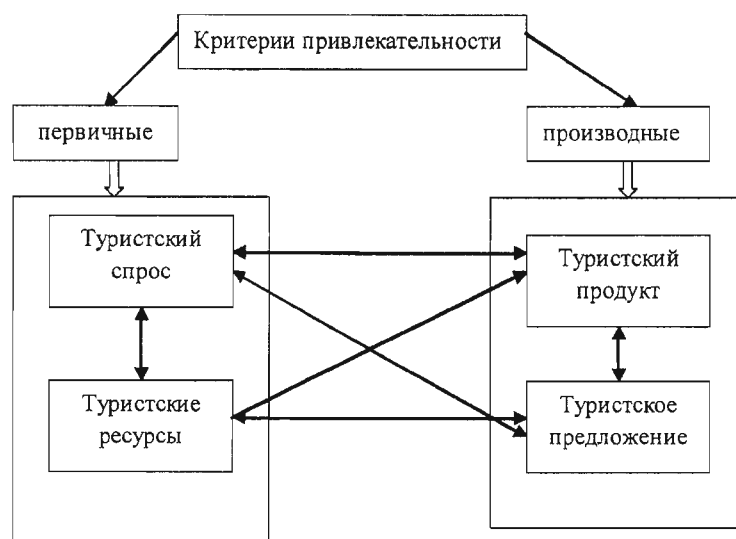 Критерии привлекательности
первичные
производные
Туристский
спрос
Туристский
продукт
Туристские
ресурсы
Туристское
предложение